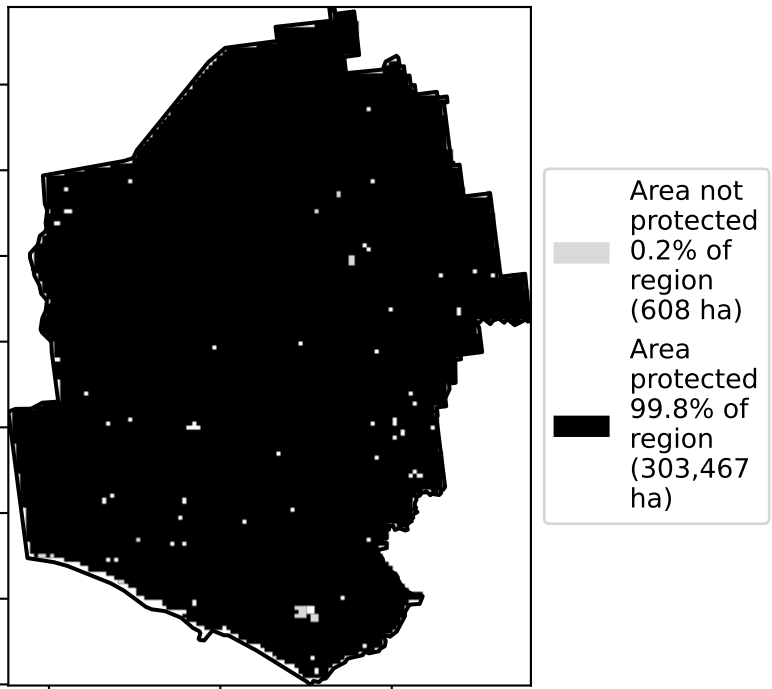 Area not
protected
0.2% of
region
(608 ha)
Area
protected
99.8% of
region
(303,467
ha)